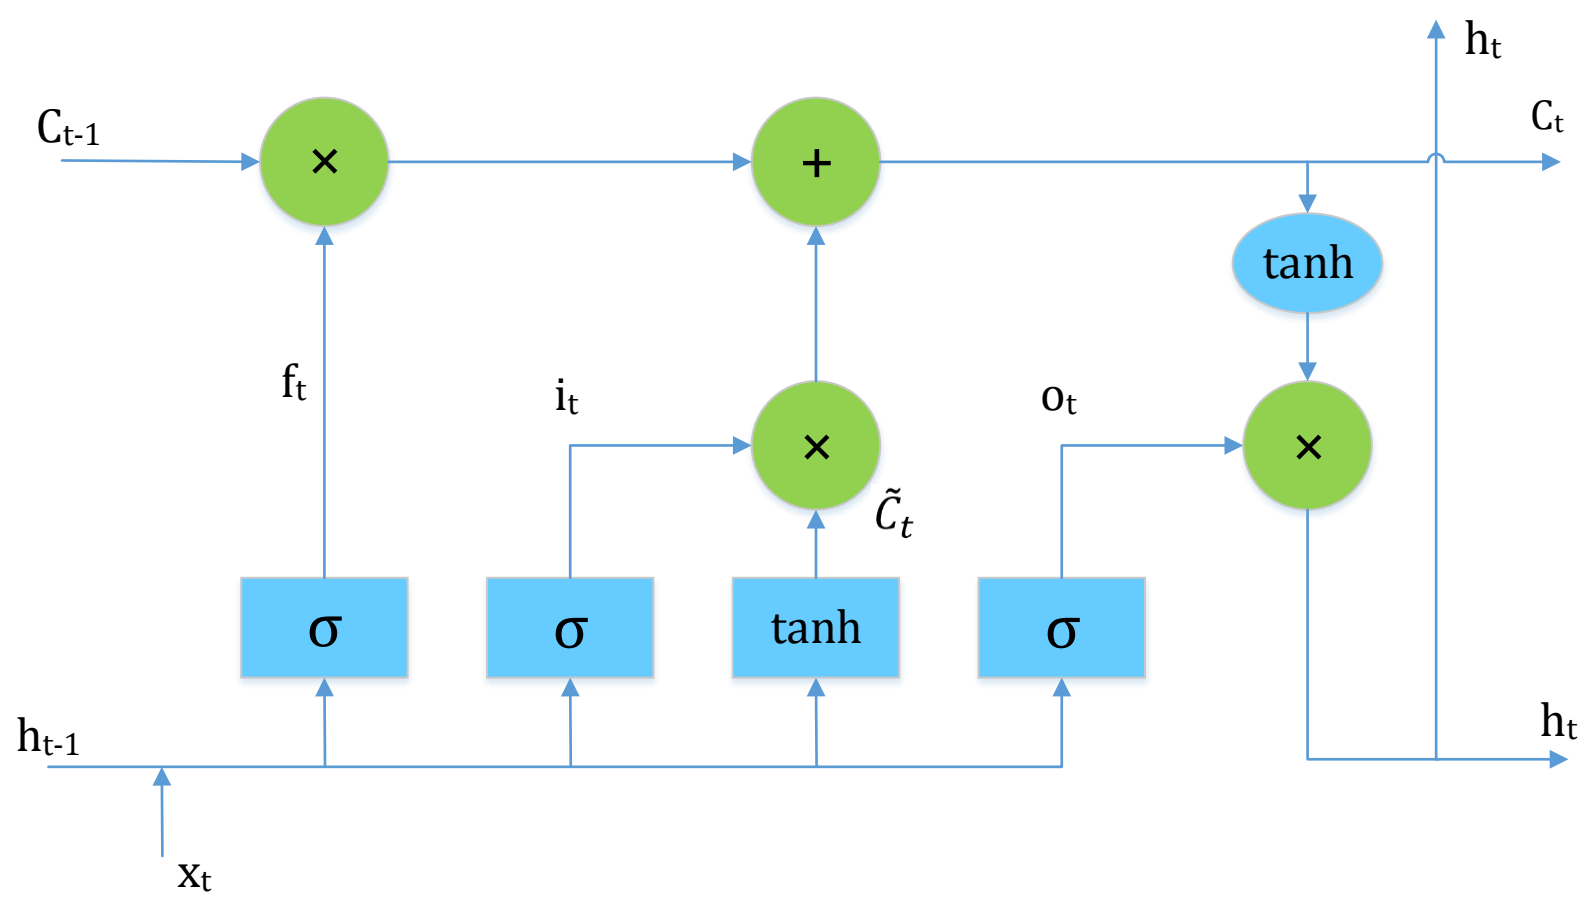 hₜ
Cₜ₋₁
Cₜ
×
+
tanh
fₜ
iₜ
oₜ
×
×
C̃ₜ
σ
σ
tanh
σ
hₜ₋₁
hₜ
xₜ